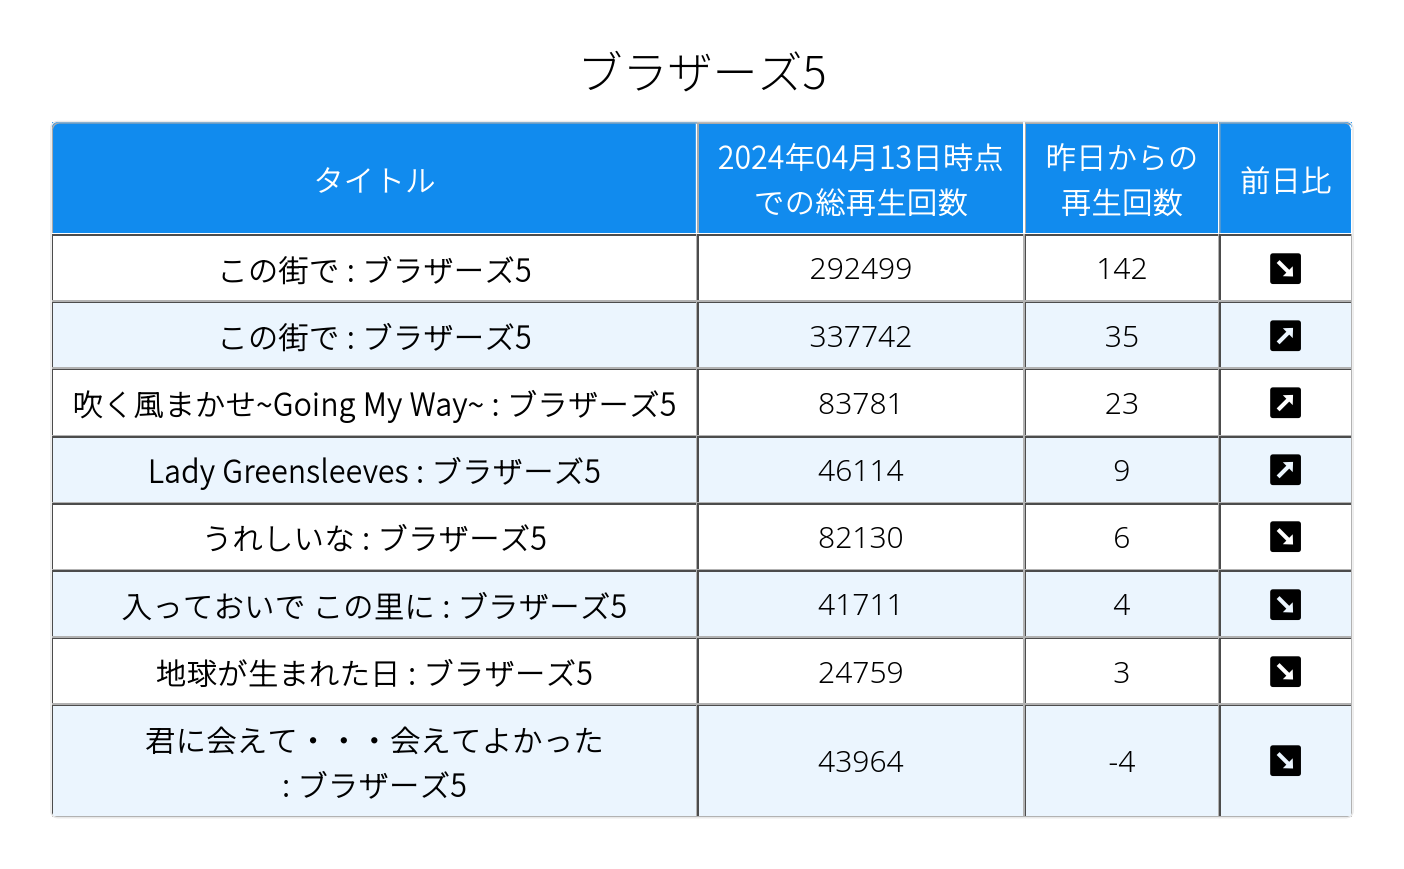 ブラザーズ5
タイトル
2024年04月13日時点
での総再生回数
昨日からの
再生回数
前日比
この街で : ブラザーズ5
292499
142
この街で : ブラザーズ5
337742
35
吹く風まかせ~Going My Way~ : ブラザーズ5
83781
23
Lady Greensleeves : ブラザーズ5
46114
9
うれしいな : ブラザーズ5
82130
6
入っておいで この里に : ブラザーズ5
41711
4
地球が生まれた日 : ブラザーズ5
24759
3
君に会えて・・・会えてよかった
: ブラザーズ5
43964
-4